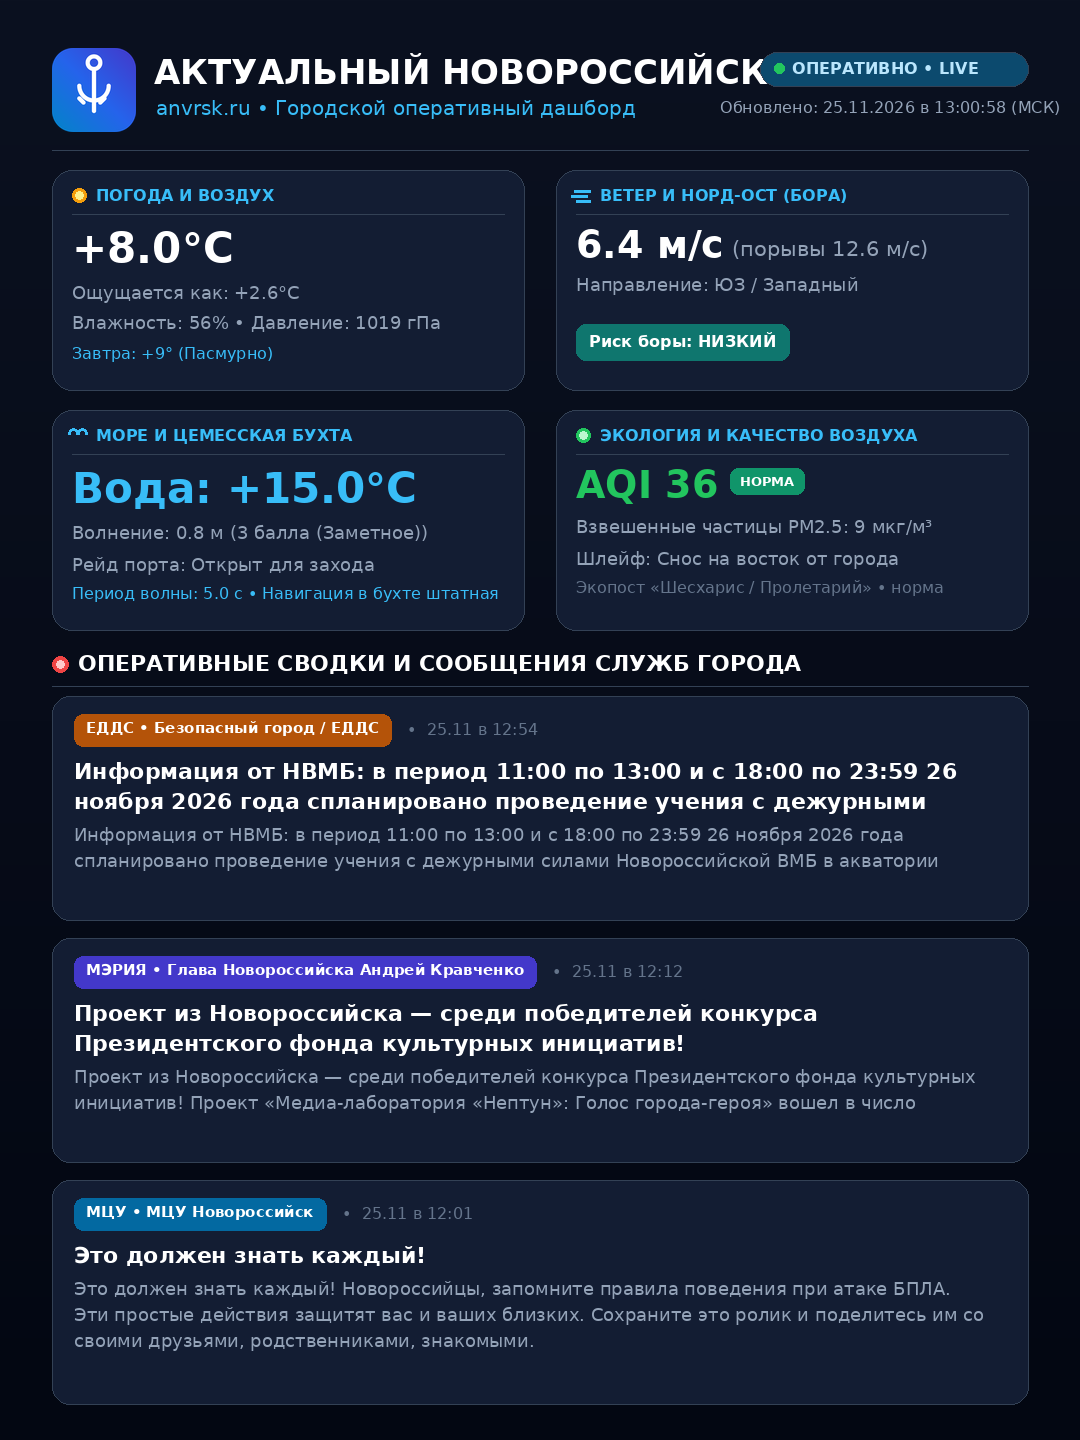 АКТУАЛЬНЫЙ НОВОРОССИЙСК
ОПЕРАТИВНО • LIVE
anvrsk.ru • Городской оперативный дашборд
Обновлено: 25.11.2026 в 13:00:58 (МСК)
ПОГОДА И ВОЗДУХ
+8.0°C
Ощущается как: +2.6°C
Влажность: 56% • Давление: 1019 гПа
Завтра: +9° (Пасмурно)
ВЕТЕР И НОРД-ОСТ (БОРА)
6.4 м/с (порывы 12.6 м/с)
Направление: ЮЗ / Западный
Риск боры: НИЗКИЙ
МОРЕ И ЦЕМЕССКАЯ БУХТА
Вода: +15.0°C
Волнение: 0.8 м (3 балла (Заметное))
Рейд порта: Открыт для захода
Период волны: 5.0 с • Навигация в бухте штатная
ЭКОЛОГИЯ И КАЧЕСТВО ВОЗДУХА
AQI 36 НОРМА
Взвешенные частицы PM2.5: 9 мкг/м³
Шлейф: Снос на восток от города
Экопост «Шесхарис / Пролетарий» • норма
ОПЕРАТИВНЫЕ СВОДКИ И СООБЩЕНИЯ СЛУЖБ ГОРОДА
ЕДДС • Безопасный город / ЕДДС • 25.11 в 12:54
Информация от НВМБ: в период 11:00 по 13:00 и с 18:00 по 23:59 26
ноября 2026 года спланировано проведение учения с дежурными
Информация от НВМБ: в период 11:00 по 13:00 и с 18:00 по 23:59 26 ноября 2026 года
спланировано проведение учения с дежурными силами Новороссийской ВМБ в акватории
МЭРИЯ • Глава Новороссийска Андрей Кравченко • 25.11 в 12:12
Проект из Новороссийска — среди победителей конкурса
Президентского фонда культурных инициатив!
Проект из Новороссийска — среди победителей конкурса Президентского фонда культурных
инициатив! Проект «Медиа-лаборатория «Нептун»: Голос города-героя» вошел в число
МЦУ • МЦУ Новороссийск • 25.11 в 12:01
Это должен знать каждый!
Это должен знать каждый! Новороссийцы, запомните правила поведения при атаке БПЛА.
Эти простые действия защитят вас и ваших близких. Сохраните это ролик и поделитесь им со
своими друзьями, родственниками, знакомыми.